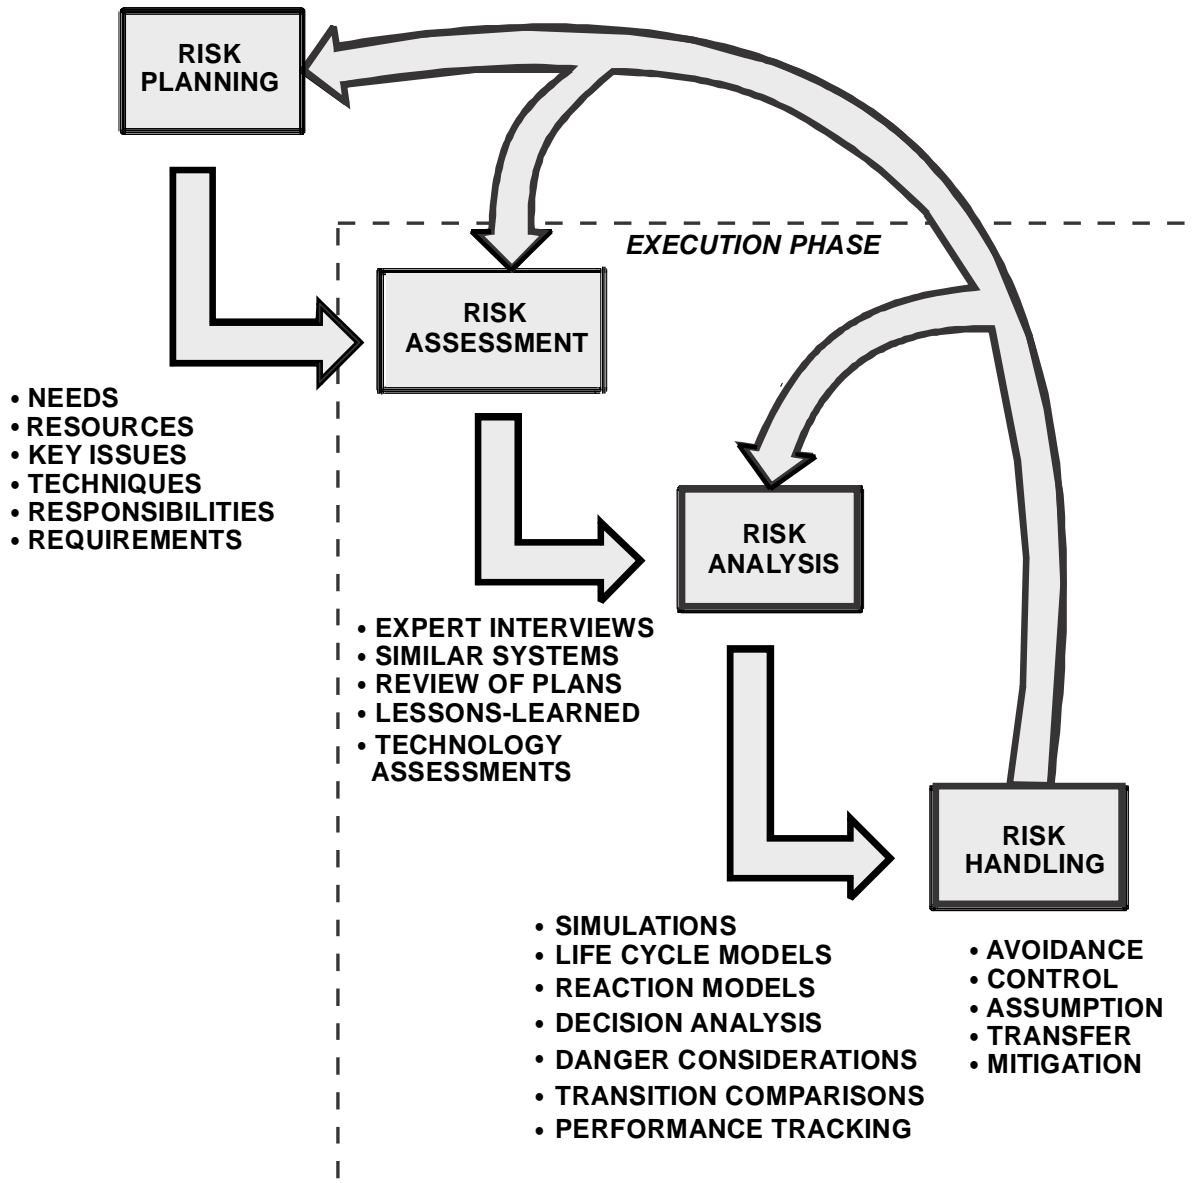 RISK
PLANNING
EXECUTION PHASE
RISK
ASSESSMENT
• NEEDS
• RESOURCES
• KEY ISSUES
• TECHNIQUES
• RESPONSIBILITIES
• REQUIREMENTS
RISK
ANALYSIS
• EXPERT INTERVIEWS
• SIMILAR SYSTEMS
• REVIEW OF PLANS
• LESSONS-LEARNED
• TECHNOLOGY
ASSESSMENTS
RISK
HANDLING
• SIMULATIONS
• LIFE CYCLE MODELS
• REACTION MODELS
• DECISION ANALYSIS
• DANGER CONSIDERATIONS
• TRANSITION COMPARISONS
• PERFORMANCE TRACKING
• AVOIDANCE
• CONTROL
• ASSUMPTION
• TRANSFER
• MITIGATION